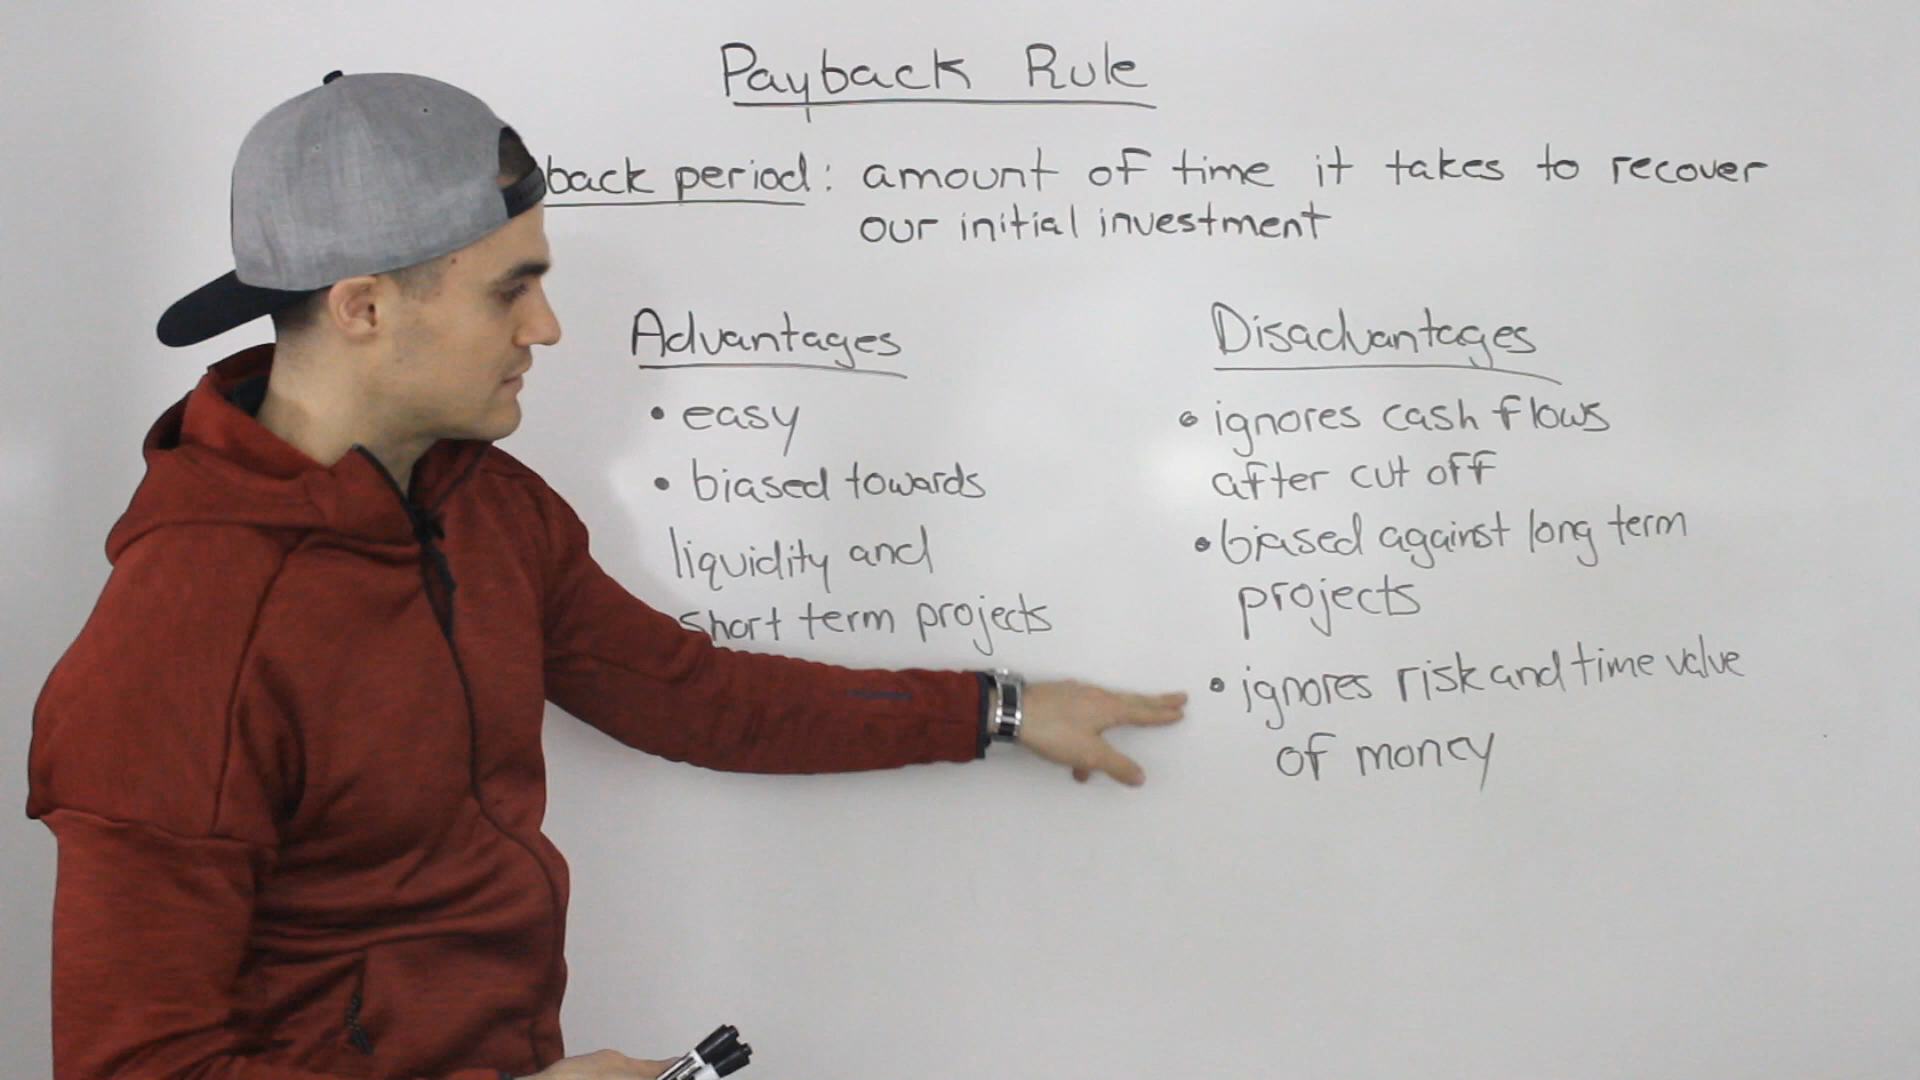 Payback Rule
back period: amount of time it takes to recover
our initial investment
Advantages
• easy
• biased towards
liquidity and
short term projects
Disadvantages
• ignores cash flows
after cut off
• biased against long term
projects
• ignores risk and time value
of money